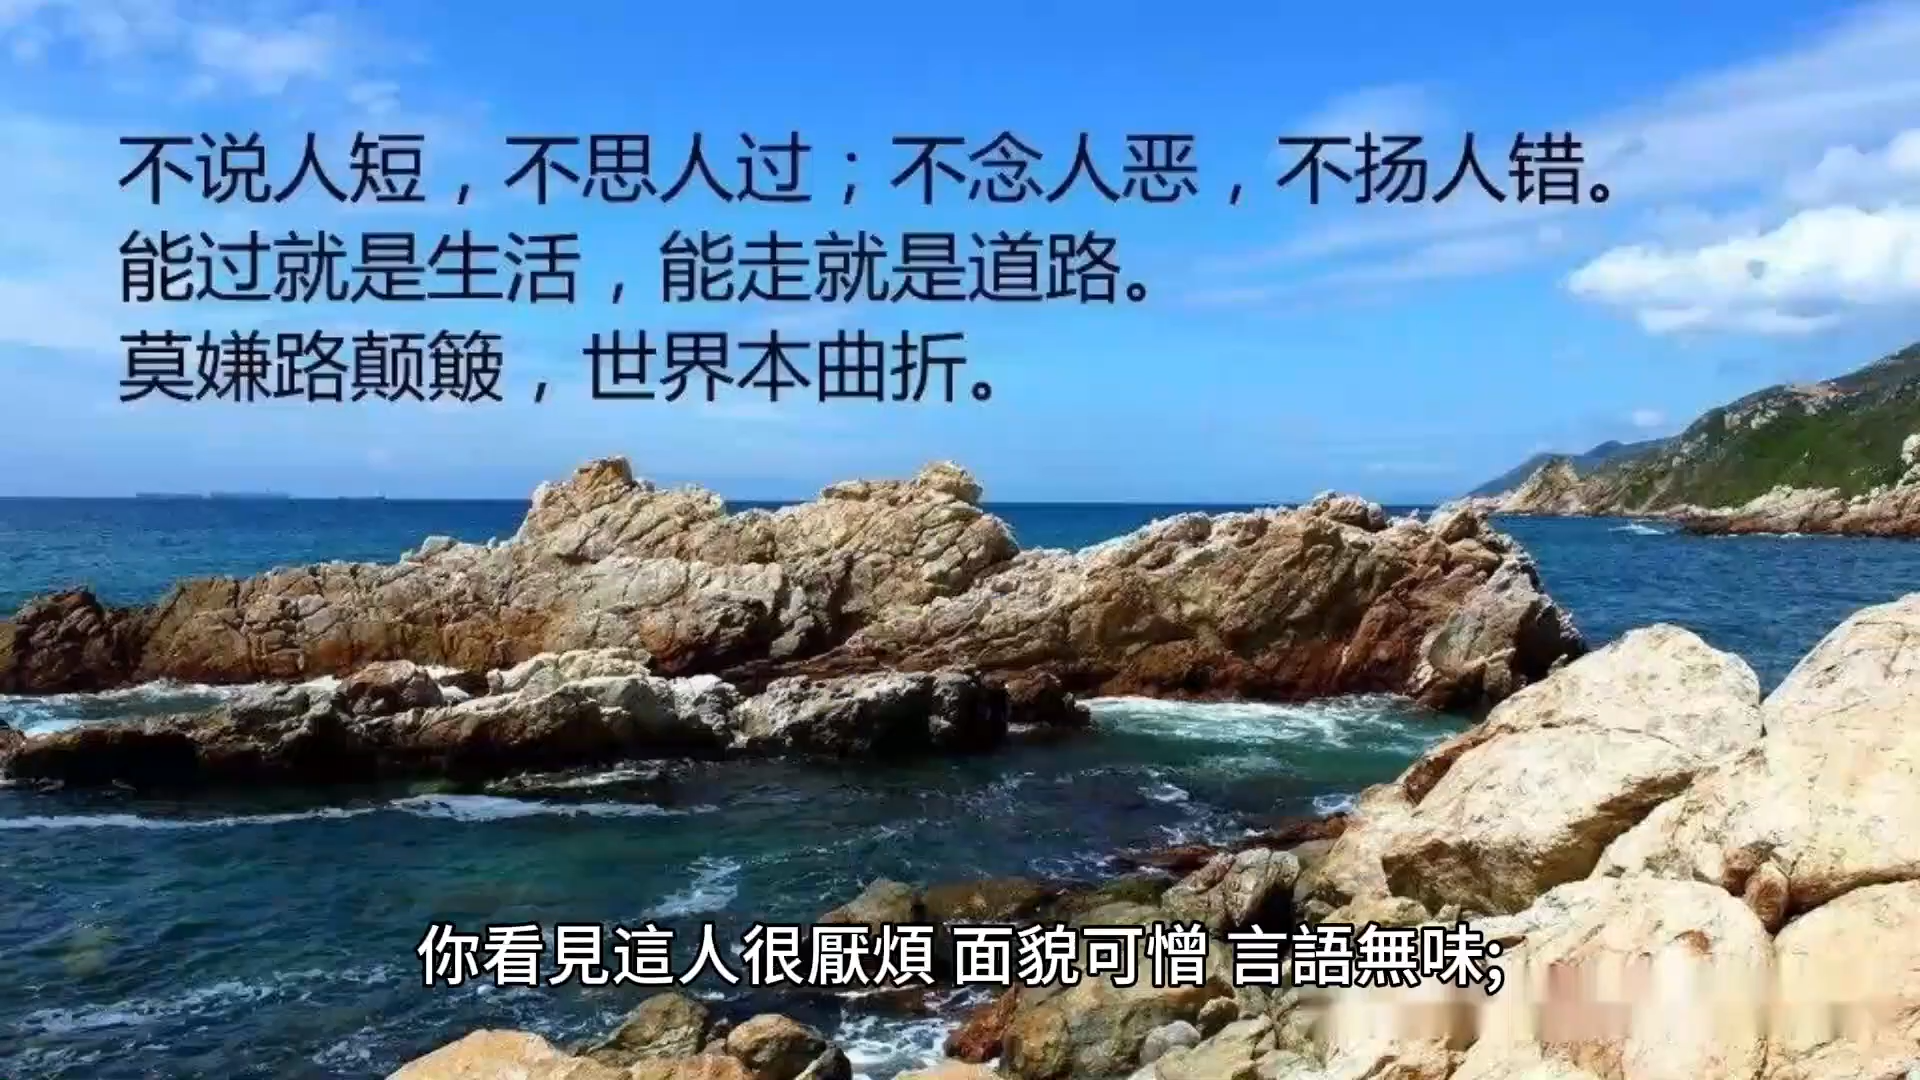 不说人短，不思人过；不念人恶，不扬人错。
能过就是生活，能走就是道路。
莫嫌路颠簸，世界本曲折。
你看見這人很厭煩 面貌可憎 言語無味;